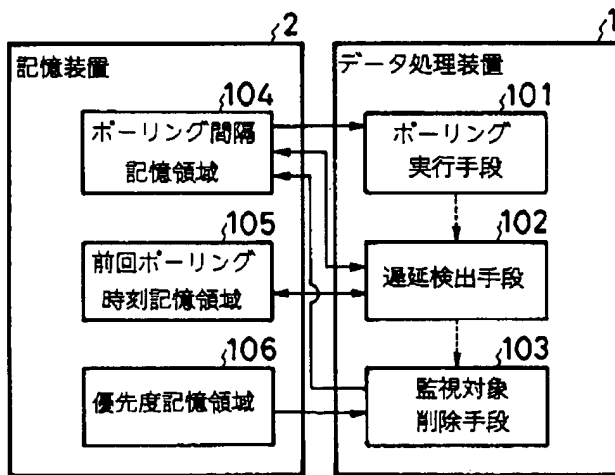 2
記憶装置
104
ポーリング間隔
記憶領域
105
前回ポーリング
時刻記憶領域
106
優先度記憶領域
1
データ処理装置
101
ポーリング
実行手段
102
遅延検出手段
103
監視対象
削除手段